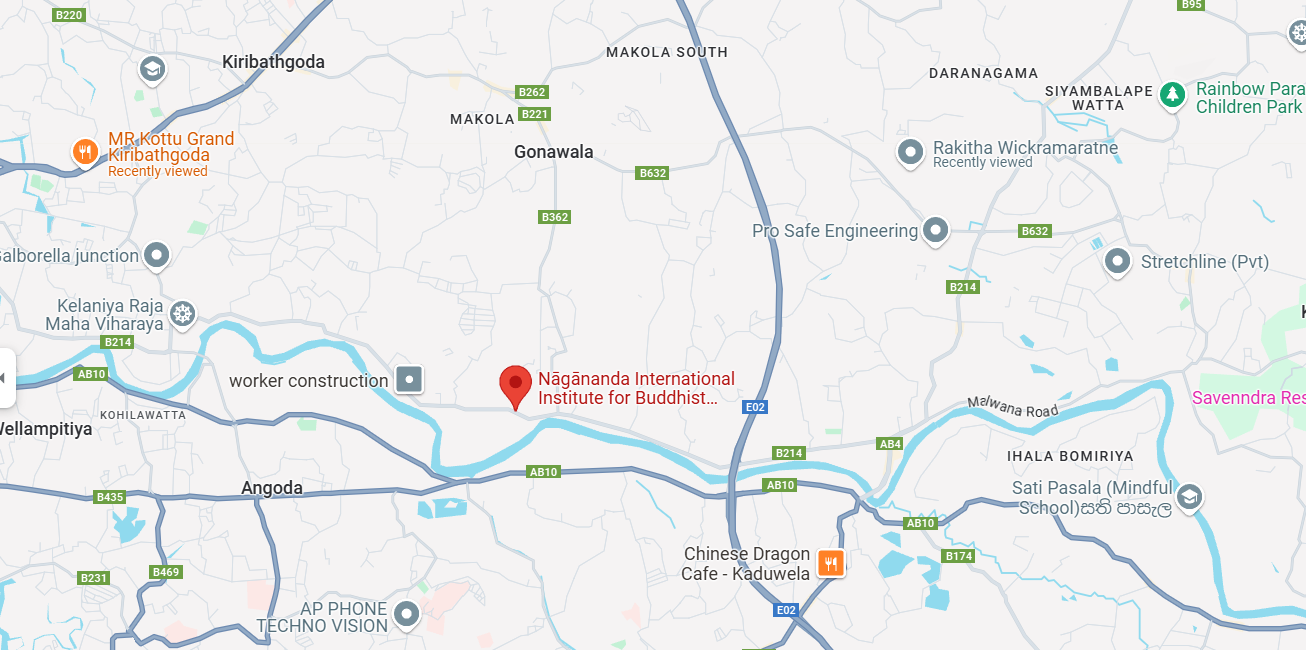 B220
B95
MAKOLA SOUTH
Kiribathgoda
DARANAGAMA
SIYAMBALAPE
WATTA
Rainbow Para
Children Park
B262
B221
MAKOLA
Gonawala
MR Kottu Grand
Kiribathgoda
Recently viewed
Rakitha Wickramaratne
Recently viewed
B632
B362
Pro Safe Engineering
B632
Galborella junction
Stretchline (Pvt)
B214
Kelaniya Raja
Maha Viharaya
B214
AB10
worker construction
Nāgānanda International
Institute for Buddhist...
E02
Malwana Road
Savenndra Res
KOHILAWATTA
Wellampitiya
AB4
B214
IHALA BOMIRIYA
AB10
AB10
Angoda
B435
Sati Pasala (Mindful
School)සති පාසැල
AB10
B174
Chinese Dragon
Cafe - Kaduwela
B231
B469
E02
AP PHONE
TECHNO VISION